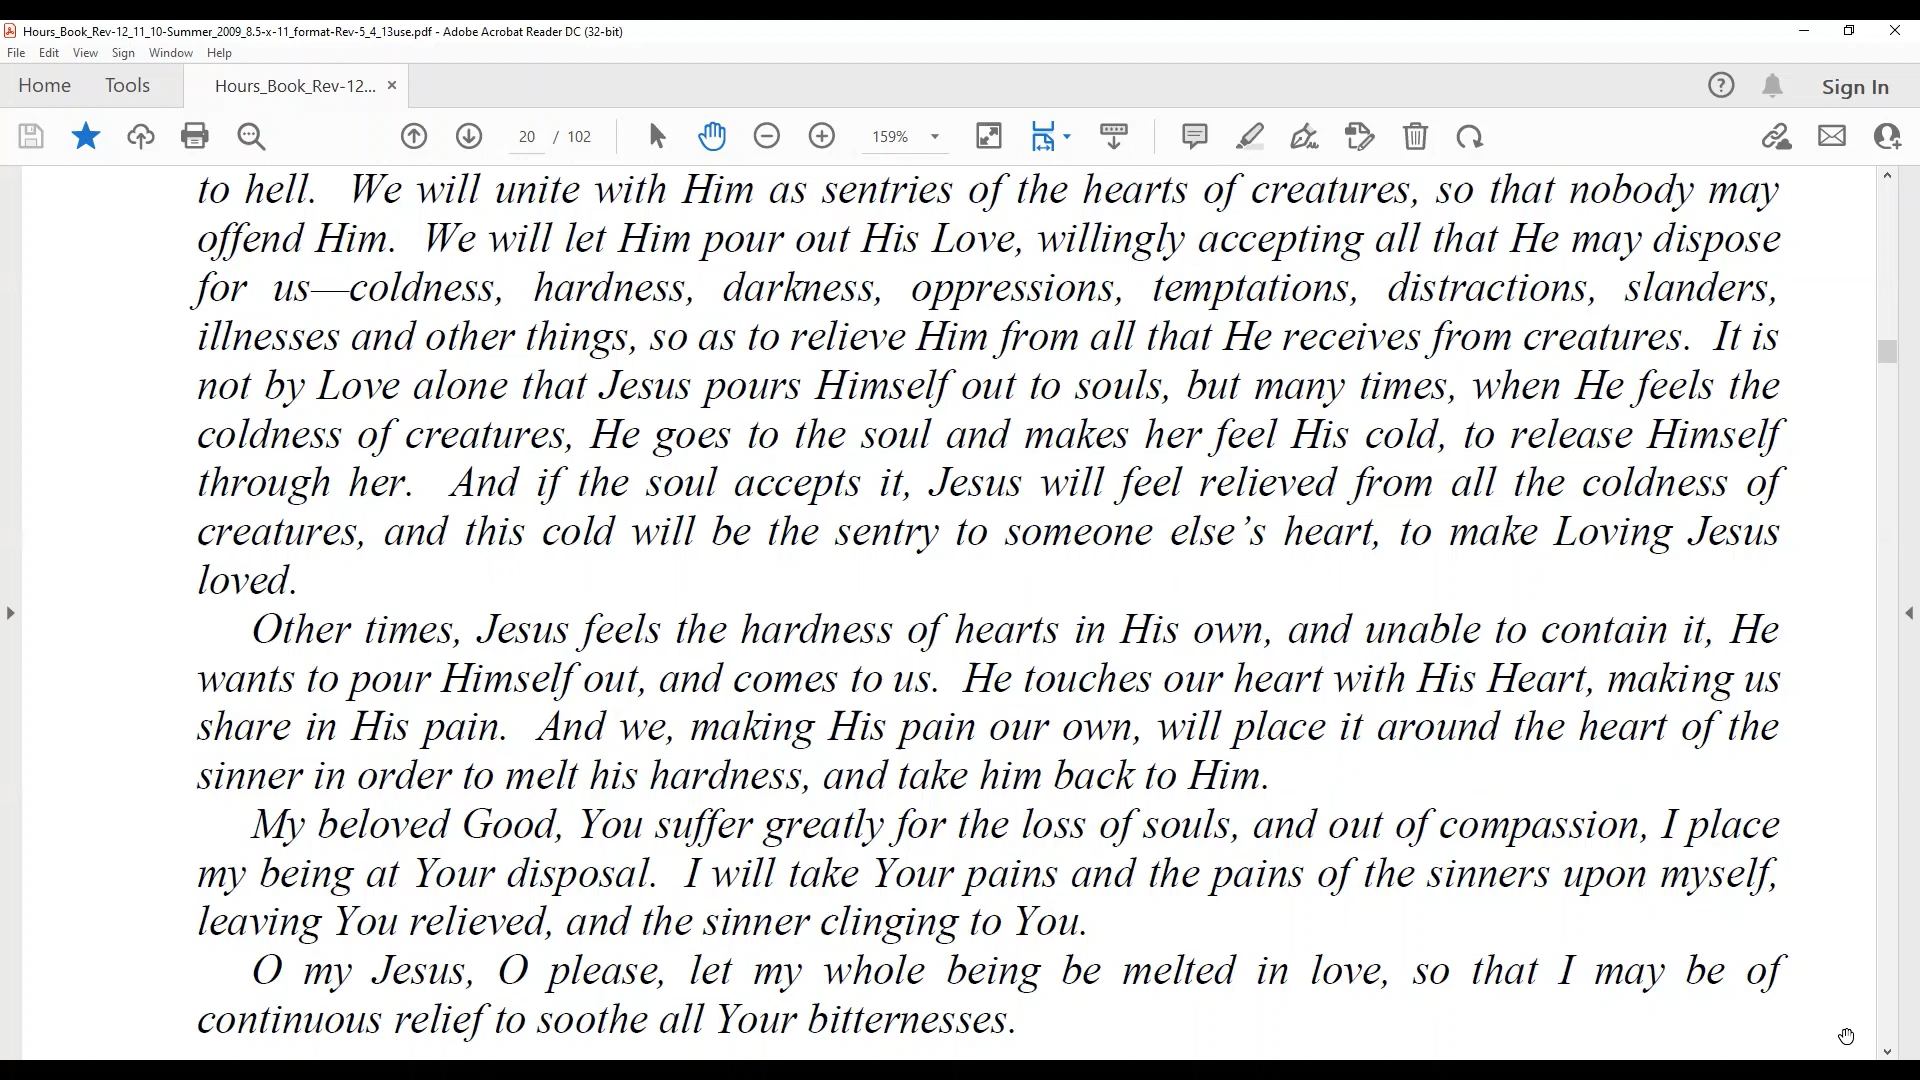 Hours_Book_Rev-12_11_10-Summer_2009_8.5-x-11_format-Rev-5_4_13use.pdf - Adobe Acrobat Reader DC (32-bit)
File Edit View Sign Window Help
Home Tools Hours_Book_Rev-12... × Sign In
20 / 102 159%
to hell. We will unite with Him as sentries of the hearts of creatures, so that nobody may
offend Him. We will let Him pour out His Love, willingly accepting all that He may dispose
for us—coldness, hardness, darkness, oppressions, temptations, distractions, slanders,
illnesses and other things, so as to relieve Him from all that He receives from creatures. It is
not by Love alone that Jesus pours Himself out to souls, but many times, when He feels the
coldness of creatures, He goes to the soul and makes her feel His cold, to release Himself
through her. And if the soul accepts it, Jesus will feel relieved from all the coldness of
creatures, and this cold will be the sentry to someone else’s heart, to make Loving Jesus
loved.
Other times, Jesus feels the hardness of hearts in His own, and unable to contain it, He
wants to pour Himself out, and comes to us. He touches our heart with His Heart, making us
share in His pain. And we, making His pain our own, will place it around the heart of the
sinner in order to melt his hardness, and take him back to Him.
My beloved Good, You suffer greatly for the loss of souls, and out of compassion, I place
my being at Your disposal. I will take Your pains and the pains of the sinners upon myself,
leaving You relieved, and the sinner clinging to You.
O my Jesus, O please, let my whole being be melted in love, so that I may be of
continuous relief to soothe all Your bitternesses.